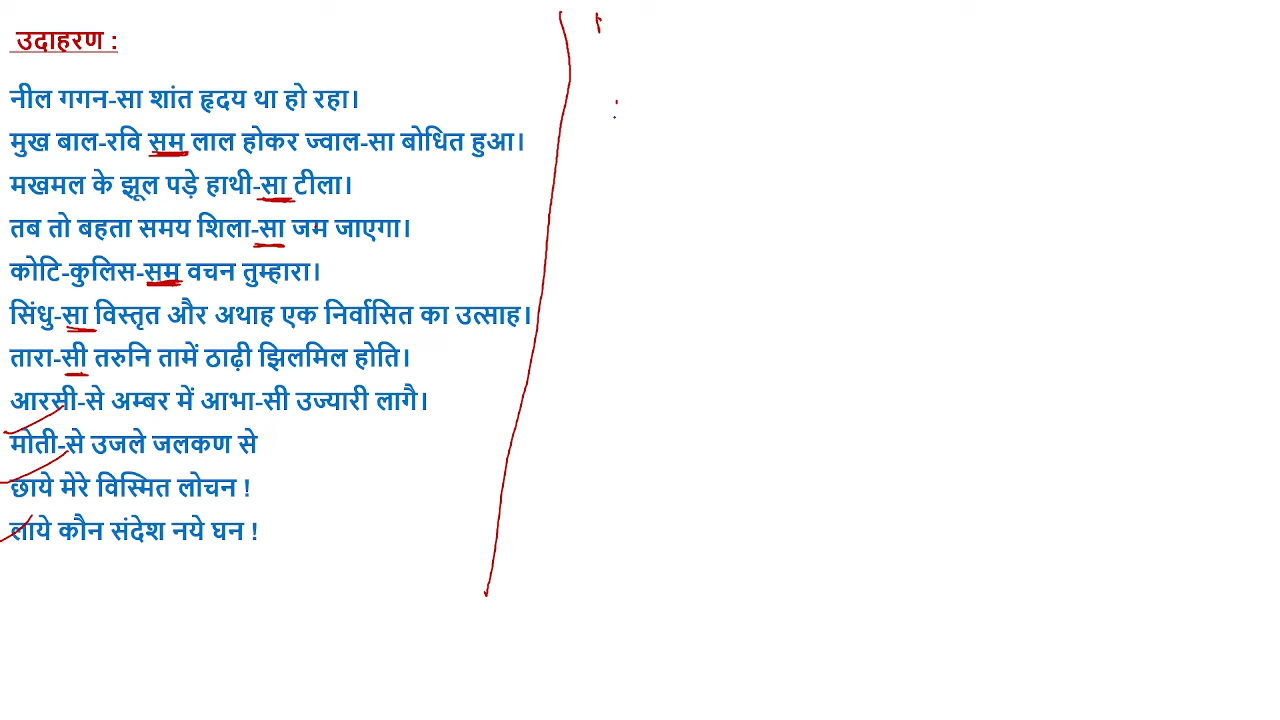 उदाहरण :
नील गगन-सा शांत हृदय था हो रहा।
मुख बाल-रवि सम लाल होकर ज्वाल-सा बोधित हुआ।
मखमल के झूल पड़े हाथी-सा टीला।
तब तो बहता समय शिला-सा जम जाएगा।
कोटि-कुलिस-सम वचन तुम्हारा।
सिंधु-सा विस्तृत और अथाह एक निर्वासित का उत्साह।
तारा-सी तरुनि तामें ठाढ़ी झिलमिल होति।
आरसी-से अम्बर में आभा-सी उज्यारी लागै।
मोती-से उजले जलकण से
छाये मेरे विस्मित लोचन !
लाये कौन संदेश नये घन !